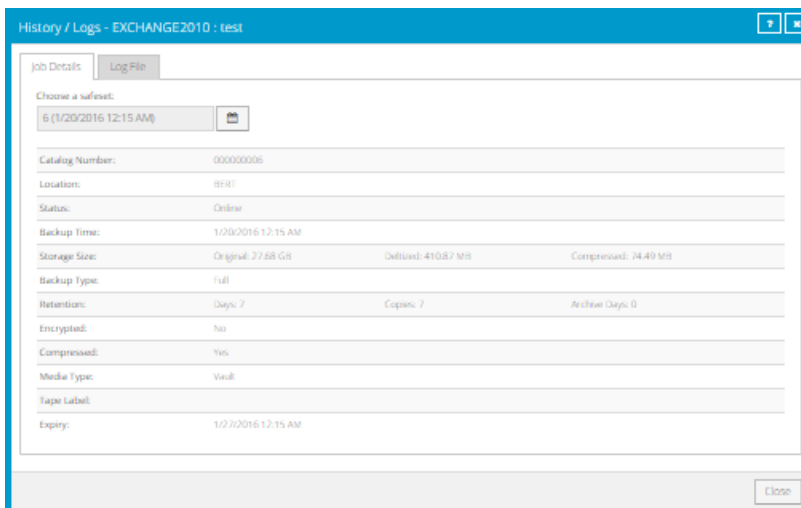 History / Logs - EXCHANGE2010 : test
Job Details Log File
Choose a safeset:
6 (1/20/2016 12:15 AM)
Catalog Number: 000000006
Location: BERT
Status: Online
Backup Time: 1/20/2016 12:15 AM
Storage Size: Original: 27.68 GB Deltized: 410.87 MB Compressed: 74.49 MB
Backup Type: Full
Retention: Days: 7 Copies: 7 Archive Days: 0
Encrypted: No
Compressed: Yes
Media Type: Vault
Tape Label:
Expiry: 1/27/2016 12:15 AM
Close